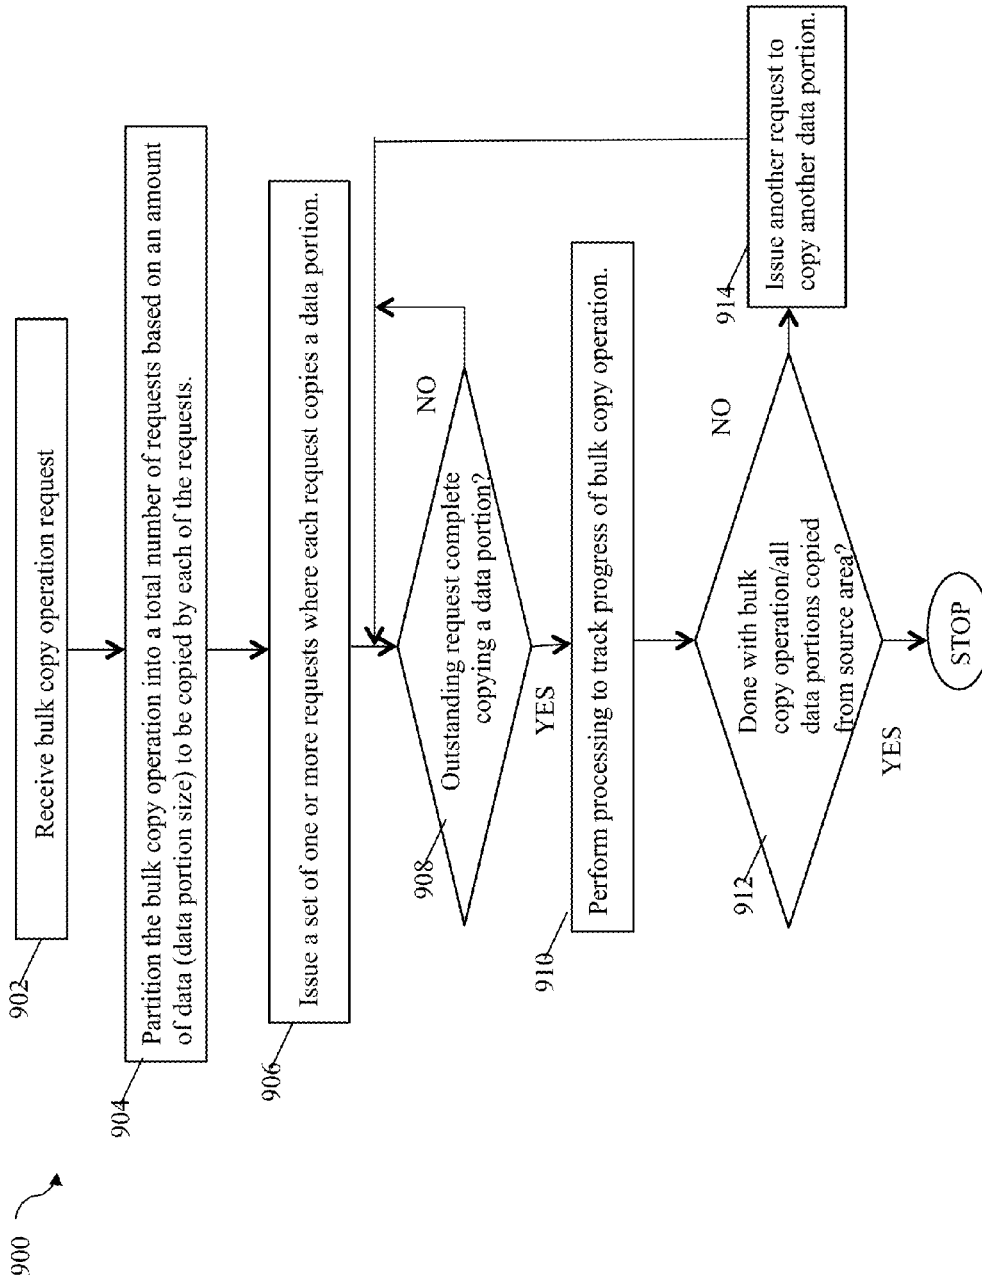 900
902
Receive bulk copy operation request
904
Partition the bulk copy operation into a total number of requests based on an amount
of data (data portion size) to be copied by each of the requests.
906
Issue a set of one or more requests where each request copies a data portion.
908
Outstanding request complete
copying a data portion?
NO
YES
910
Perform processing to track progress of bulk copy operation.
912
Done with bulk
copy operation/all
data portions copied
from source area?
NO
YES
914
Issue another request to
copy another data portion.
STOP